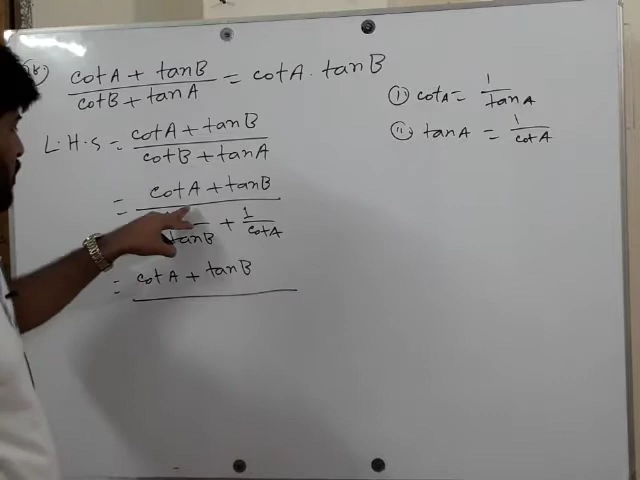 cotA + tanB / cotB + tanA = cotA . tanB
L.H.S = cotA + tanB / cotB + tanA
= cotA + tanB / tanB + 1/cotA
= cotA + tanB
(i) cotA = 1/tanA
(ii) tanA = 1/cotA